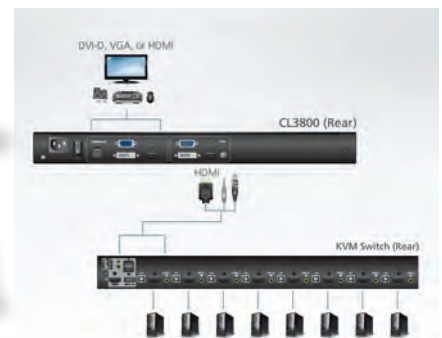 DVI-D, VGA, or HDMI
CL3800 (Rear)
HDMI
KVM Switch (Rear)